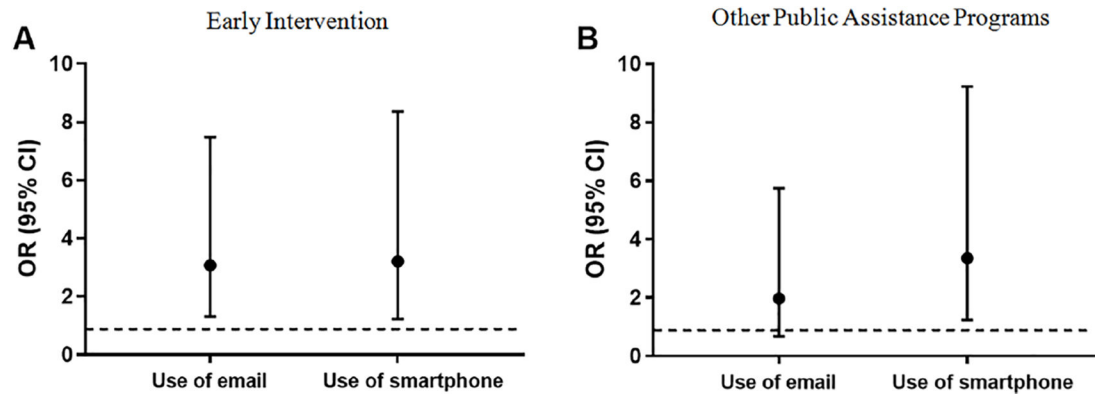 Early Intervention
A
OR (95% CI)
10
8
6
4
2
0
Use of email Use of smartphone
Other Public Assistance Programs
B
OR (95% CI)
10
8
6
4
2
0
Use of email Use of smartphone